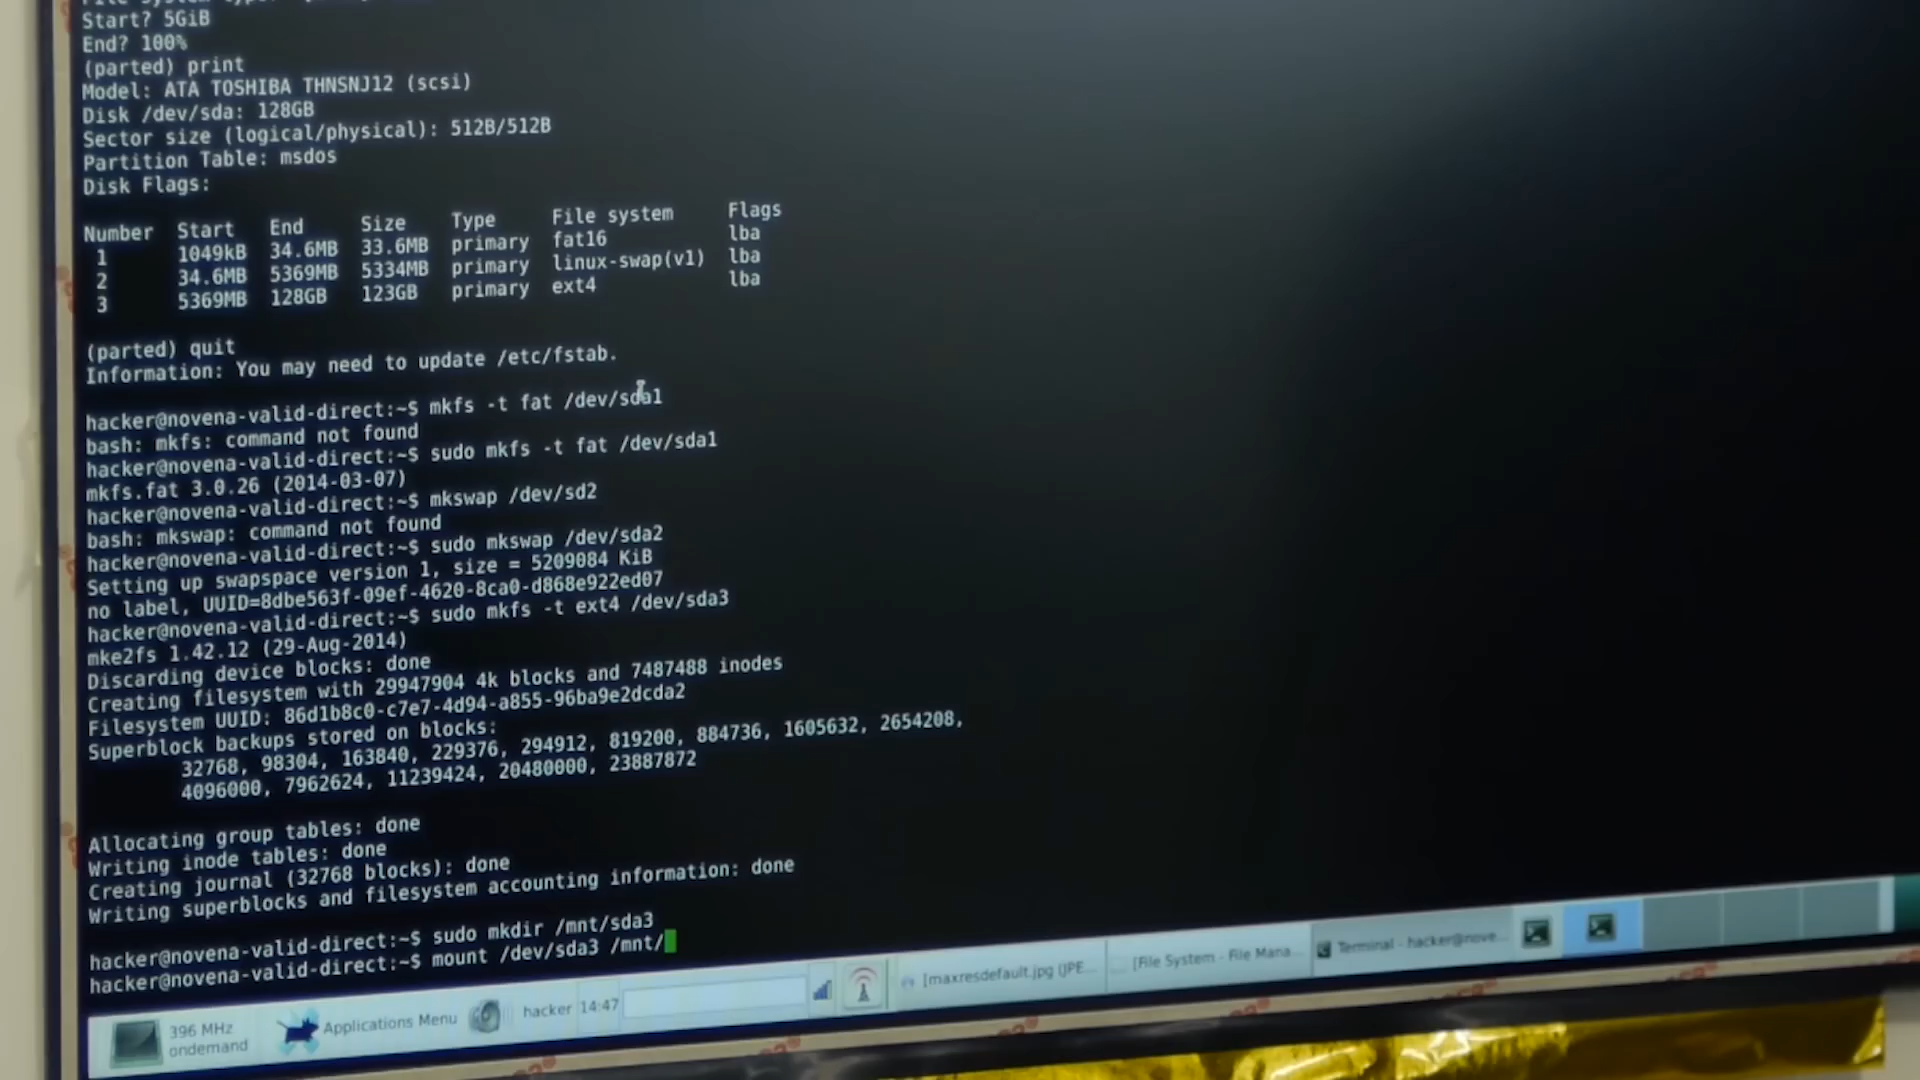 Start? 5GiB
End? 100%
(parted) print
Model: ATA TOSHIBA THNSNJ12 (scsi)
Disk /dev/sda: 128GB
Sector size (logical/physical): 512B/512B
Partition Table: msdos
Disk Flags:
Number Start End Size Type File system Flags
1 1049kB 34.6MB 33.6MB primary fat16 lba
2 34.6MB 5369MB 5334MB primary linux-swap(v1) lba
3 5369MB 128GB 123GB primary ext4 lba
(parted) quit
Information: You may need to update /etc/fstab.
hacker@novena-valid-direct:~$ mkfs -t fat /dev/sda1
bash: mkfs: command not found
hacker@novena-valid-direct:~$ sudo mkfs -t fat /dev/sda1
mkfs.fat 3.0.26 (2014-03-07)
hacker@novena-valid-direct:~$ mkswap /dev/sd2
bash: mkswap: command not found
hacker@novena-valid-direct:~$ sudo mkswap /dev/sda2
Setting up swapspace version 1, size = 5209084 KiB
no label, UUID=8dbe563f-09ef-4620-8ca0-d868e922ed07
hacker@novena-valid-direct:~$ sudo mkfs -t ext4 /dev/sda3
mke2fs 1.42.12 (29-Aug-2014)
Discarding device blocks: done
Creating filesystem with 29947904 4k blocks and 7487488 inodes
Filesystem UUID: 86d1b8c0-c7e7-4d94-a855-96ba9e2dcda2
Superblock backups stored on blocks:
32768, 98304, 163840, 229376, 294912, 819200, 884736, 1605632, 2654208,
4096000, 7962624, 11239424, 20480000, 23887872
Allocating group tables: done
Writing inode tables: done
Creating journal (32768 blocks): done
Writing superblocks and filesystem accounting information: done
hacker@novena-valid-direct:~$ sudo mkdir /mnt/sda3
hacker@novena-valid-direct:~$ mount /dev/sda3 /mnt/
396 MHz
ondemand
Applications Menu
hacker 14:47
[maxresdefault.jpg (JPE...
[File System - File Mana...
Terminal - hacker@nove...